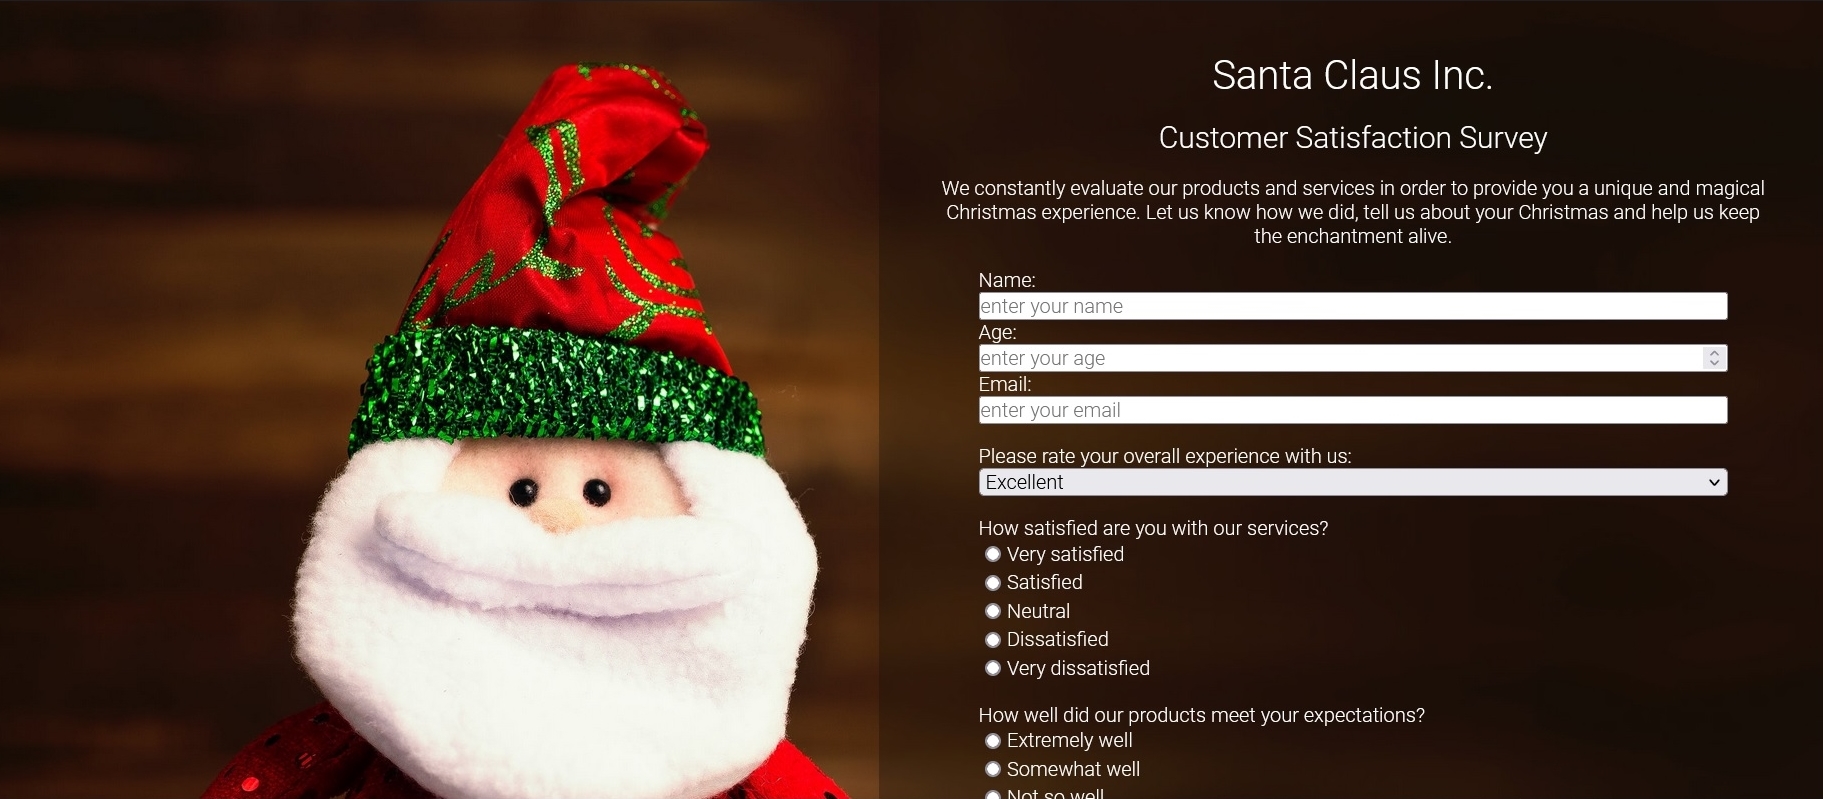 Santa Claus Inc.
Customer Satisfaction Survey
We constantly evaluate our products and services in order to provide you a unique and magical
Christmas experience. Let us know how we did, tell us about your Christmas and help us keep
the enchantment alive.
Name:
enter your name
Age:
enter your age
Email:
enter your email
Please rate your overall experience with us:
Excellent
How satisfied are you with our services?
Very satisfied
Satisfied
Neutral
Dissatisfied
Very dissatisfied
How well did our products meet your expectations?
Extremely well
Somewhat well
Not so well